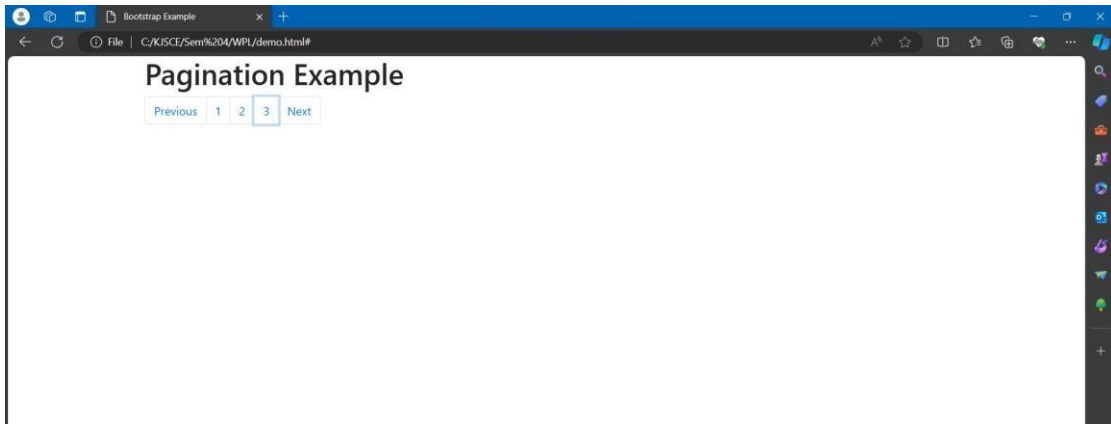 Bootstrap Example
File | C:/KJSCE/Sem%204/WPL/demo.html#
Pagination Example
Previous 1 2 3 Next